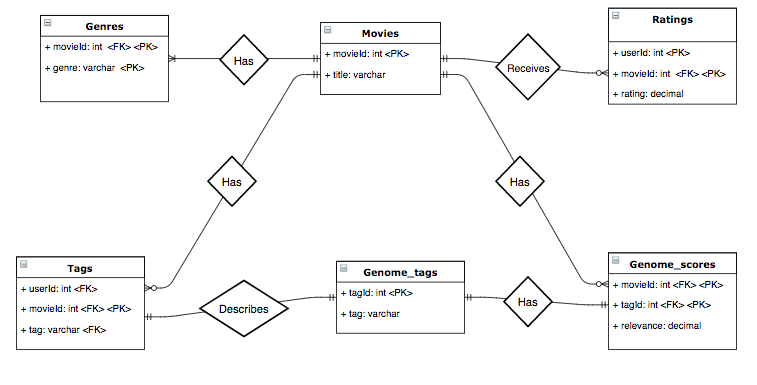 Genres
+ movieId: int <FK> <PK>
+ genre: varchar <PK>
Has
Movies
+ movieId: int <PK>
+ title: varchar
Receives
Ratings
+ userId: int <PK>
+ movieId: int <FK> <PK>
+ rating: decimal
Has
Has
Tags
+ userId: int <FK>
+ movieId: int <FK> <PK>
+ tag: varchar <FK>
Describes
Genome_tags
+ tagId: int <PK>
+ tag: varchar
Has
Genome_scores
+ movieId: int <FK> <PK>
+ tagId: int <FK> <PK>
+ relevance: decimal